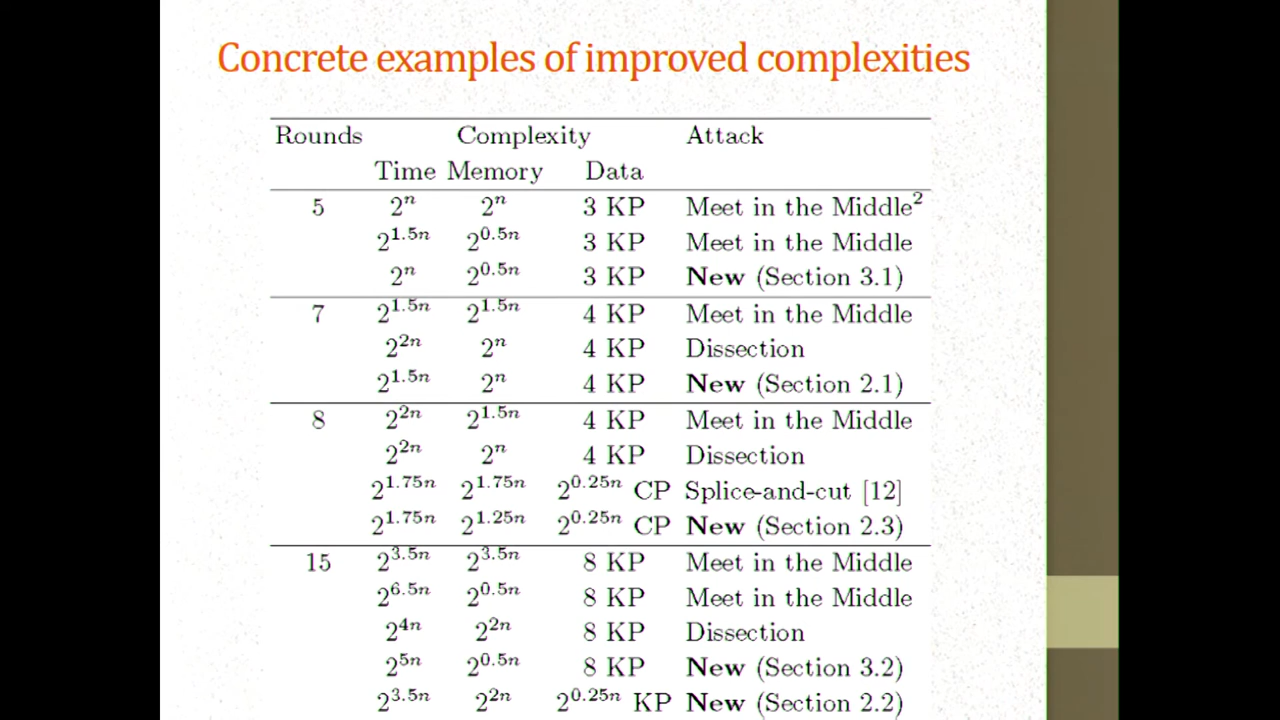 Concrete examples of improved complexities
Rounds Complexity Attack
Time Memory Data
5 2^n 2^n 3 KP Meet in the Middle^2
2^1.5n 2^0.5n 3 KP Meet in the Middle
2^n 2^0.5n 3 KP New (Section 3.1)
7 2^1.5n 2^1.5n 4 KP Meet in the Middle
2^2n 2^n 4 KP Dissection
2^1.5n 2^n 4 KP New (Section 2.1)
8 2^2n 2^1.5n 4 KP Meet in the Middle
2^2n 2^n 4 KP Dissection
2^1.75n 2^1.75n 2^0.25n CP Splice-and-cut [12]
2^1.75n 2^1.25n 2^0.25n CP New (Section 2.3)
15 2^3.5n 2^3.5n 8 KP Meet in the Middle
2^6.5n 2^0.5n 8 KP Meet in the Middle
2^4n 2^2n 8 KP Dissection
2^5n 2^0.5n 8 KP New (Section 3.2)
2^3.5n 2^2n 2^0.25n KP New (Section 2.2)